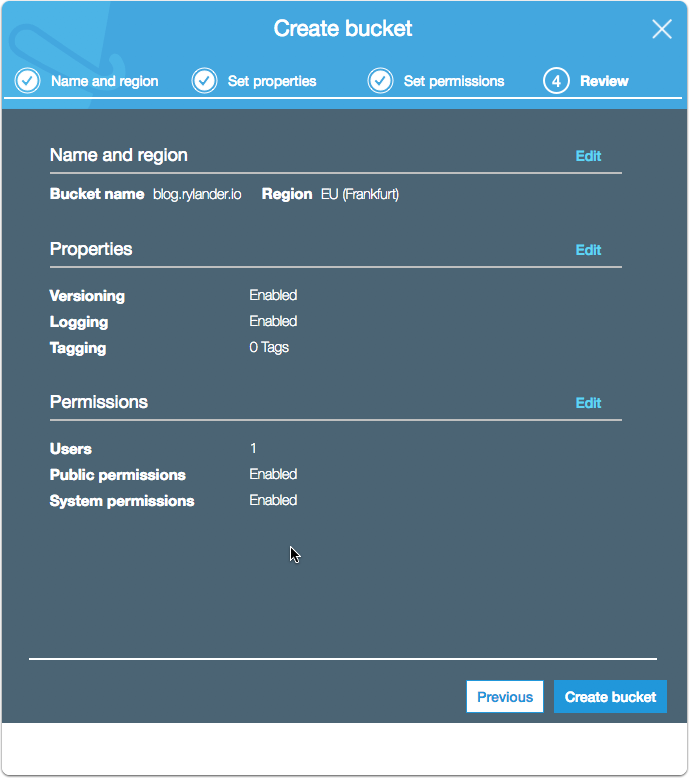 Create bucket
Name and region Set properties Set permissions 4 Review
Name and region Edit
Bucket name blog.rylander.io Region EU (Frankfurt)
Properties Edit
Versioning Enabled
Logging Enabled
Tagging 0 Tags
Permissions Edit
Users 1
Public permissions Enabled
System permissions Enabled
Previous Create bucket